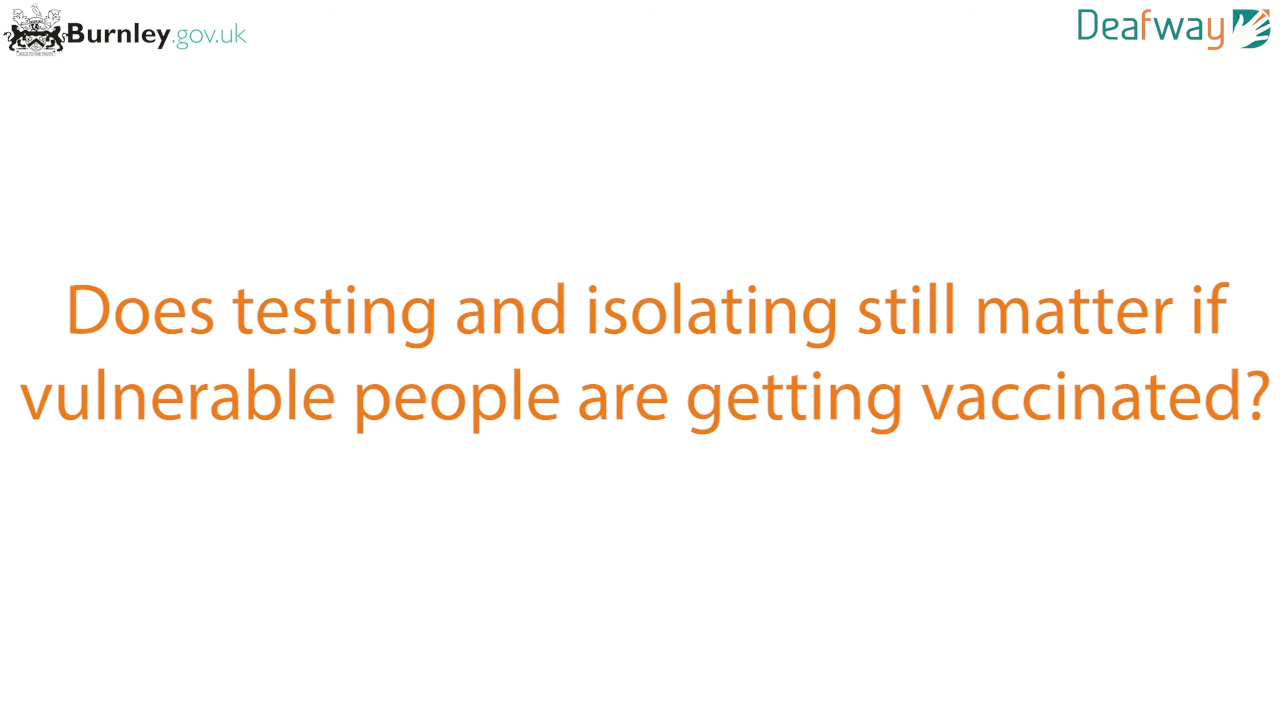 Burnley.gov.uk
Deafway
Does testing and isolating still matter if
vulnerable people are getting vaccinated?